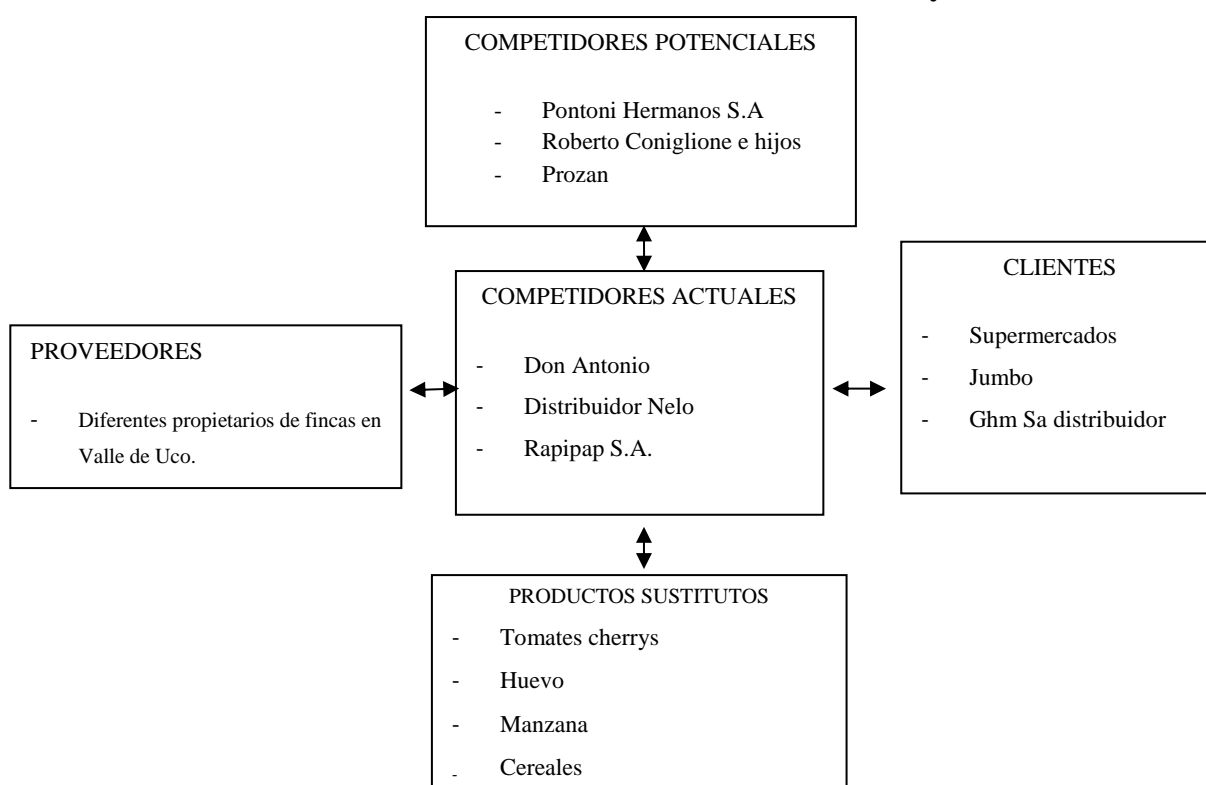 COMPETIDORES POTENCIALES
- Pontoni Hermanos S.A
- Roberto Coniglione e hijos
- Prozan
COMPETIDORES ACTUALES
- Don Antonio
- Distribuidor Nelo
- Rapipap S.A.
CLIENTES
- Supermercados
- Jumbo
- Ghm Sa distribuidor
PROVEEDORES
- Diferentes propietarios de fincas en
Valle de Uco.
PRODUCTOS SUSTITUTOS
- Tomates cherrys
- Huevo
- Manzana
- Cereales